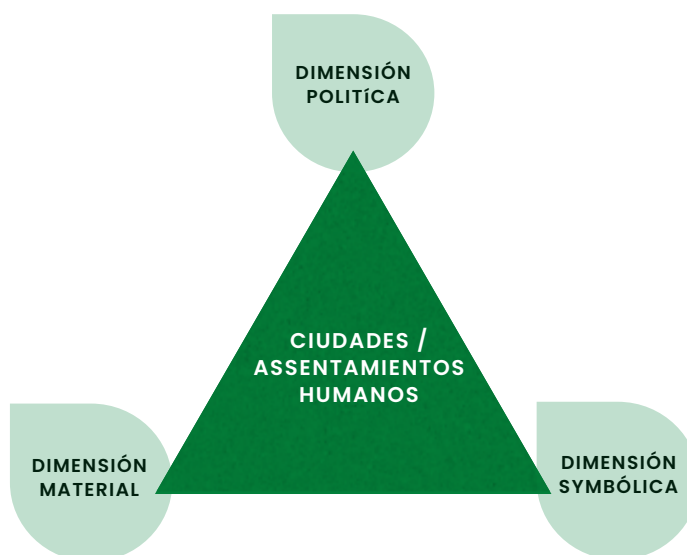 DIMENSIÓN
POLITíCA
CIUDADES /
ASSENTAMIENTOS
HUMANOS
DIMENSIÓN
MATERIAL
DIMENSIÓN
SYMBÓLICA